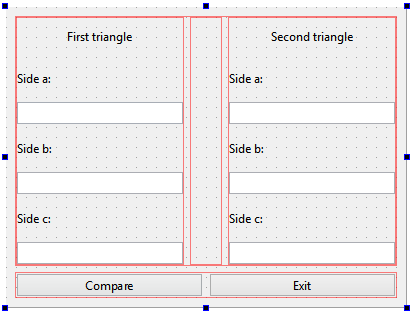 First triangle
Second triangle
Side a:
Side a:
Side b:
Side b:
Side c:
Side c:
Compare
Exit